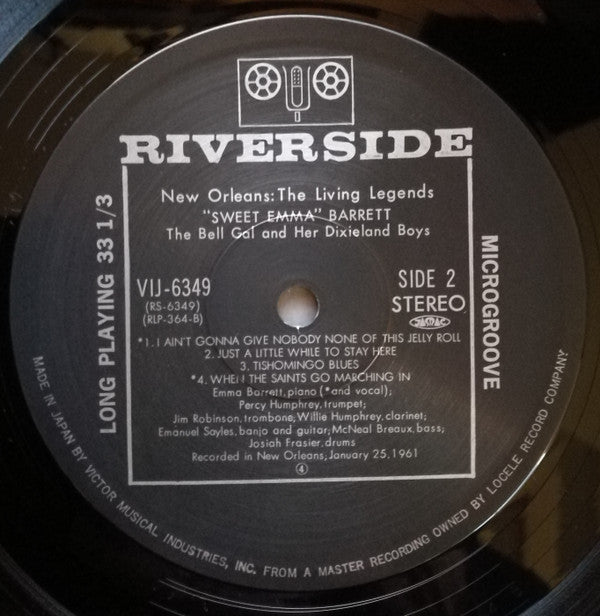 RIVERSIDE
New Orleans: The Living Legends
"SWEET EMMA" BARRETT
The Bell Gal and Her Dixieland Boys
VIJ-6349
(RS-6349)
(RLP-364-B)
SIDE 2
STEREO
JASRAC
*1. I AIN'T GONNA GIVE NOBODY NONE OF THIS JELLY ROLL
2. JUST A LITTLE WHILE TO STAY HERE
3. TISHOMINGO BLUES
*4. WHEN THE SAINTS GO MARCHING IN
Emma Barrett, piano (*and vocal);
Percy Humphrey, trumpet;
Jim Robinson, trombone; Willie Humphrey, clarinet;
Emanuel Sayles, banjo and guitar; McNeal Breaux, bass;
Josiah Frasier, drums
Recorded in New Orleans; January 25, 1961
④
LONG PLAYING 33 1/3
MICROGROOVE
MADE IN JAPAN BY VICTOR MUSICAL INDUSTRIES, INC. FROM A MASTER RECORDING OWNED BY LOCELE RECORD COMPANY